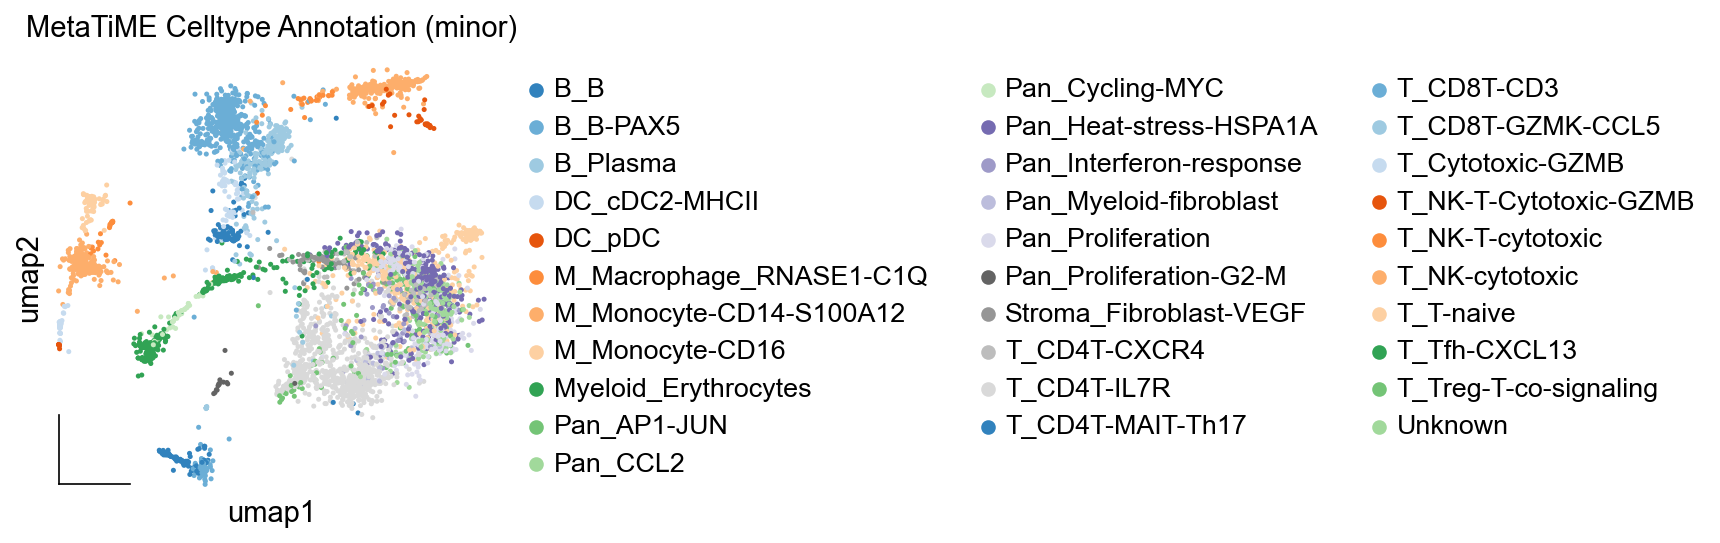 MetaTiME Celltype Annotation (minor)
umap2
umap1
B_B
B_B-PAX5
B_Plasma
DC_cDC2-MHCII
DC_pDC
M_Macrophage_RNASE1-C1Q
M_Monocyte-CD14-S100A12
M_Monocyte-CD16
Myeloid_Erythrocytes
Pan_AP1-JUN
Pan_CCL2
Pan_Cycling-MYC
Pan_Heat-stress-HSPA1A
Pan_Interferon-response
Pan_Myeloid-fibroblast
Pan_Proliferation
Pan_Proliferation-G2-M
Stroma_Fibroblast-VEGF
T_CD4T-CXCR4
T_CD4T-IL7R
T_CD4T-MAIT-Th17
T_CD8T-CD3
T_CD8T-GZMK-CCL5
T_Cytotoxic-GZMB
T_NK-T-Cytotoxic-GZMB
T_NK-T-cytotoxic
T_NK-cytotoxic
T_T-naive
T_Tfh-CXCL13
T_Treg-T-co-signaling
Unknown